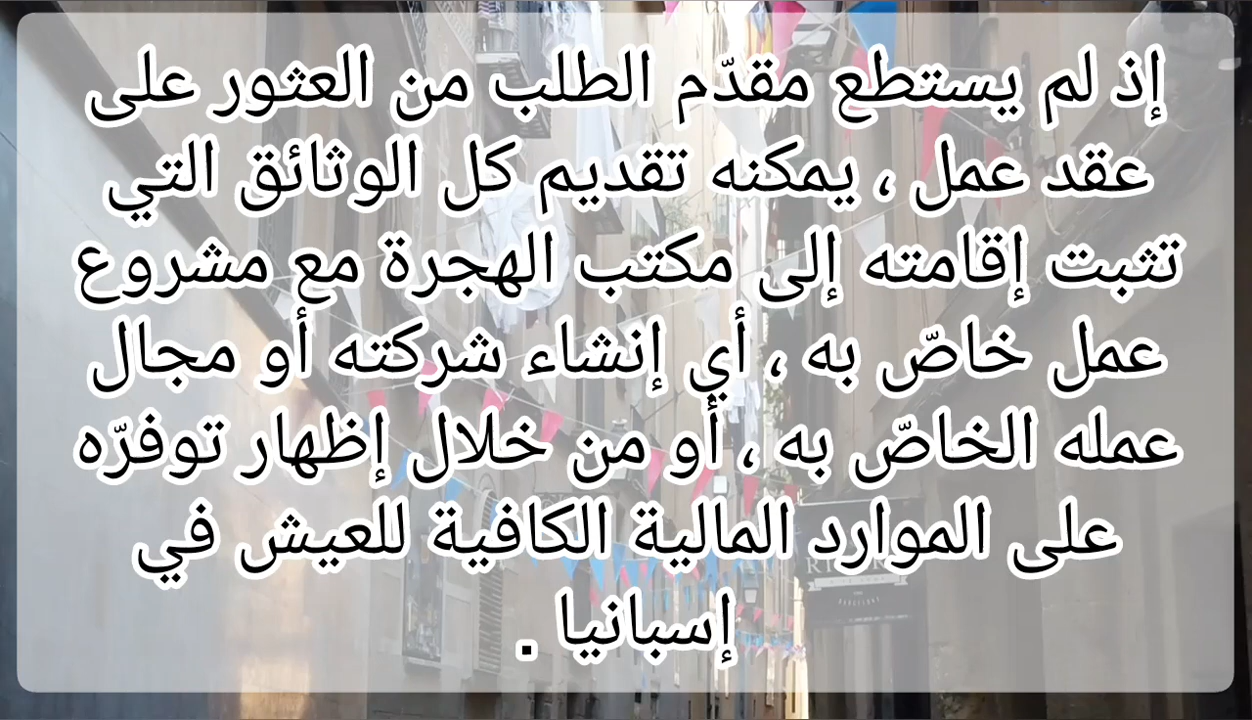 إذ لم يستطع مقدّم الطلب من العثور على
عقد عمل ، يمكنه تقديم كل الوثائق التي
تثبت إقامته إلى مكتب الهجرة مع مشروع
عمل خاصّ به ، أي إنشاء شركته أو مجال
عمله الخاصّ به ، أو من خلال إظهار توفرّه
على الموارد المالية الكافية للعيش في
إسبانيا .